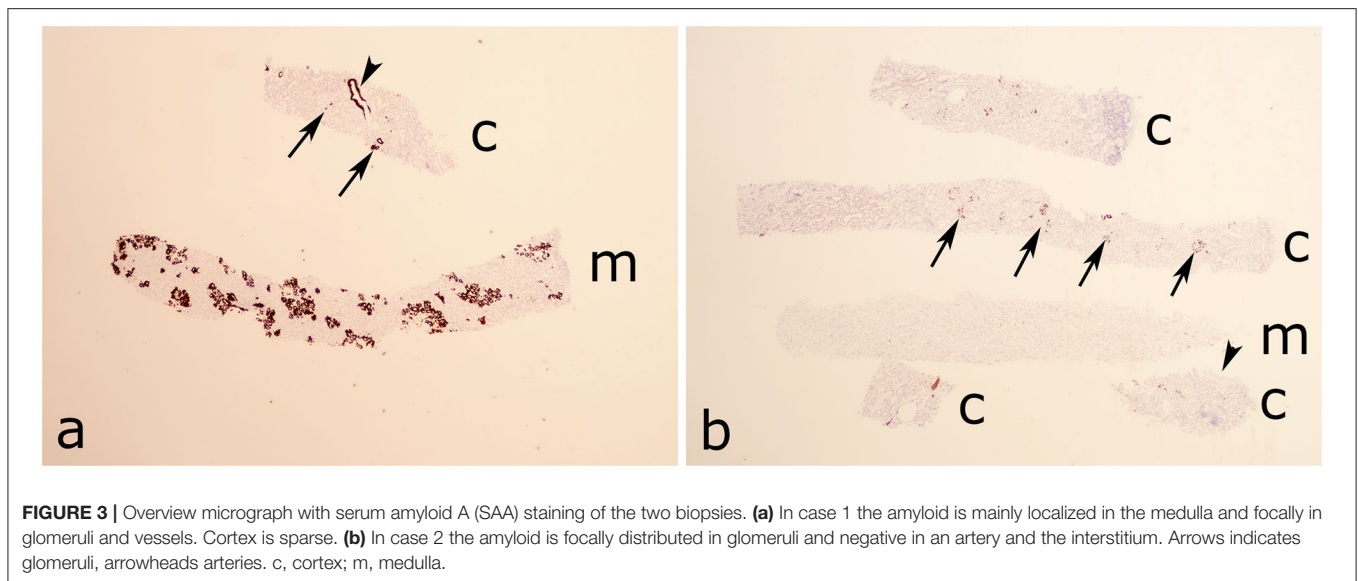 c
m
a
c
c
m
c
c
b
FIGURE 3 | Overview micrograph with serum amyloid A (SAA) staining of the two biopsies. (a) In case 1 the amyloid is mainly localized in the medulla and focally in
glomeruli and vessels. Cortex is sparse. (b) In case 2 the amyloid is focally distributed in glomeruli and negative in an artery and the interstitium. Arrows indicates
glomeruli, arrowheads arteries. c, cortex; m, medulla.